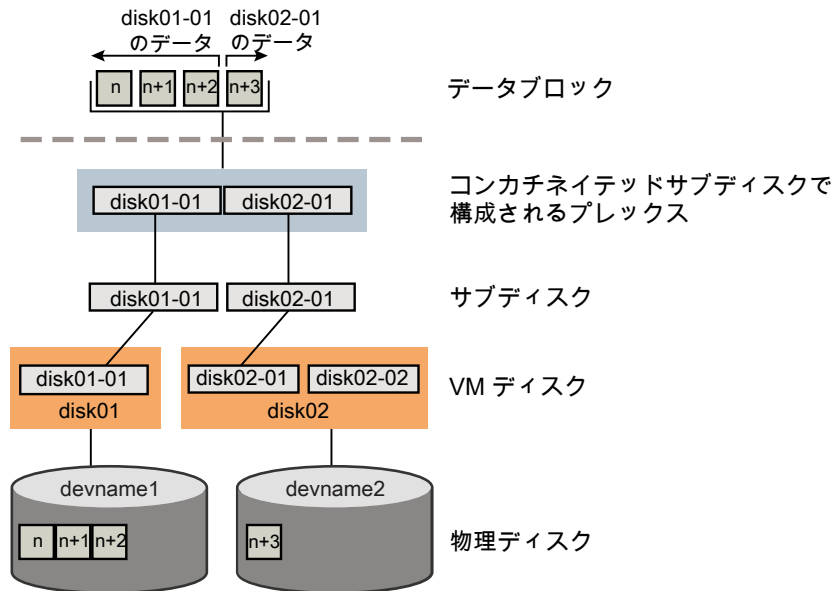 disk01-01
のデータ
disk02-01
のデータ
n n+1 n+2 n+3
データブロック
disk01-01 disk02-01
コンカチネイテッドサブディスクで
構成されるプレックス
disk01-01 disk02-01
サブディスク
disk01-01
disk01
disk02-01 disk02-02
disk02
VM ディスク
devname1
n n+1 n+2
devname2
n+3
物理ディスク